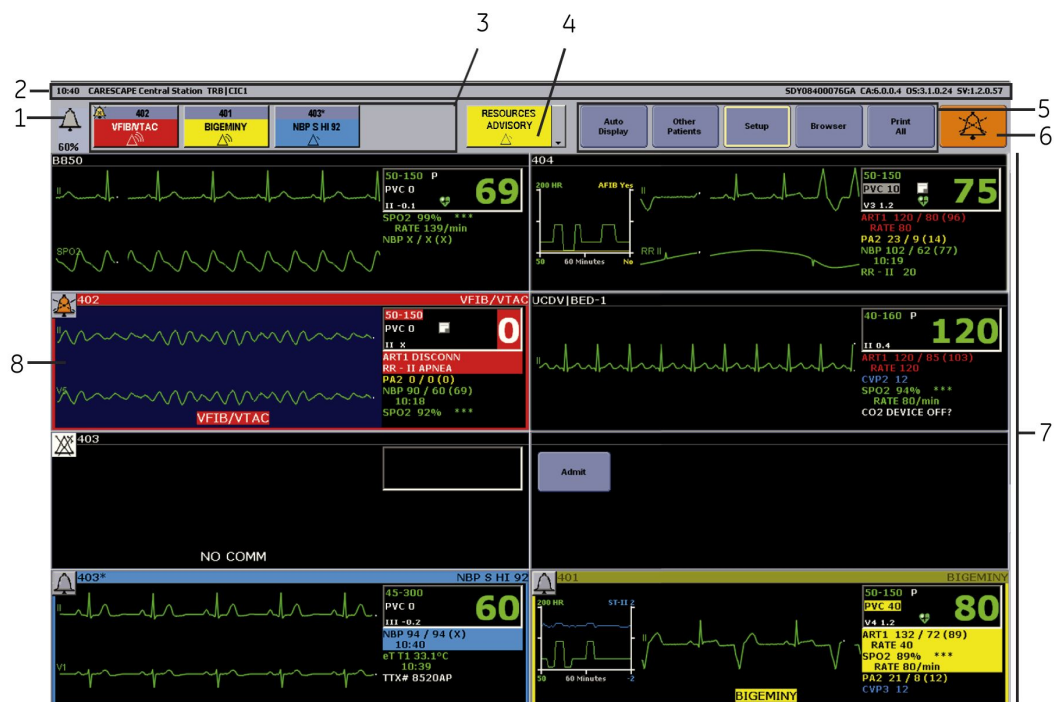 3
4
2
10:40 CARESCAPE Central Station TRB|CIC1
SDY08400076GA CA:6.0.0.4 OS:3.1.0.24 SY:1.2.0.57
1
60%
402
VFIB/VTAC
401
BIGEMINY
403*
NBP S HI 92
RESOURCES
ADVISORY
Auto
Display
Other
Patients
Setup
Browser
Print
All
5
6
B850
II
50-150 P
PVC 0
II -0.1
69
SPO2 99% ***
RATE 139/min
NBP X / X (X)
SPO2
404
200 HR AFIB Yes
50 60 Minutes No
II
RR II
50-150
PVC 10
V3 1.2
75
ART1 120 / 80 (96)
RATE 80
PA2 23 / 9 (14)
NBP 102 / 62 (77)
10:19
RR - II 20
8
402 VFIB/VTAC
II
V5
VFIB/VTAC
50-150
PVC 0
II X
0
ART1 DISCONN
RR - II APNEA
PA2 0 / 0 (0)
NBP 90 / 60 (69)
10:18
SPO2 92% ***
UCDV|BED-1
II
40-160 P
II 0.4
120
ART1 120 / 85 (103)
RATE 120
CVP2 12
SPO2 94% ***
RATE 80/min
CO2 DEVICE OFF?
7
403
NO COMM
Admit
403* NBP S HI 92
II
V1
45-300
PVC 0
III -0.2
60
NBP 94 / 94 (X)
10:40
eT T1 33.1°C
10:39
TTX# 8520AP
401 BIGEMINY
200 HR ST-II 2
50 60 Minutes -2
II
BIGEMINY
50-150 P
PVC 40
V4 1.2
80
ART1 132 / 72 (89)
RATE 40
SPO2 89% ***
RATE 80/min
PA2 21 / 8 (12)
CVP3 12